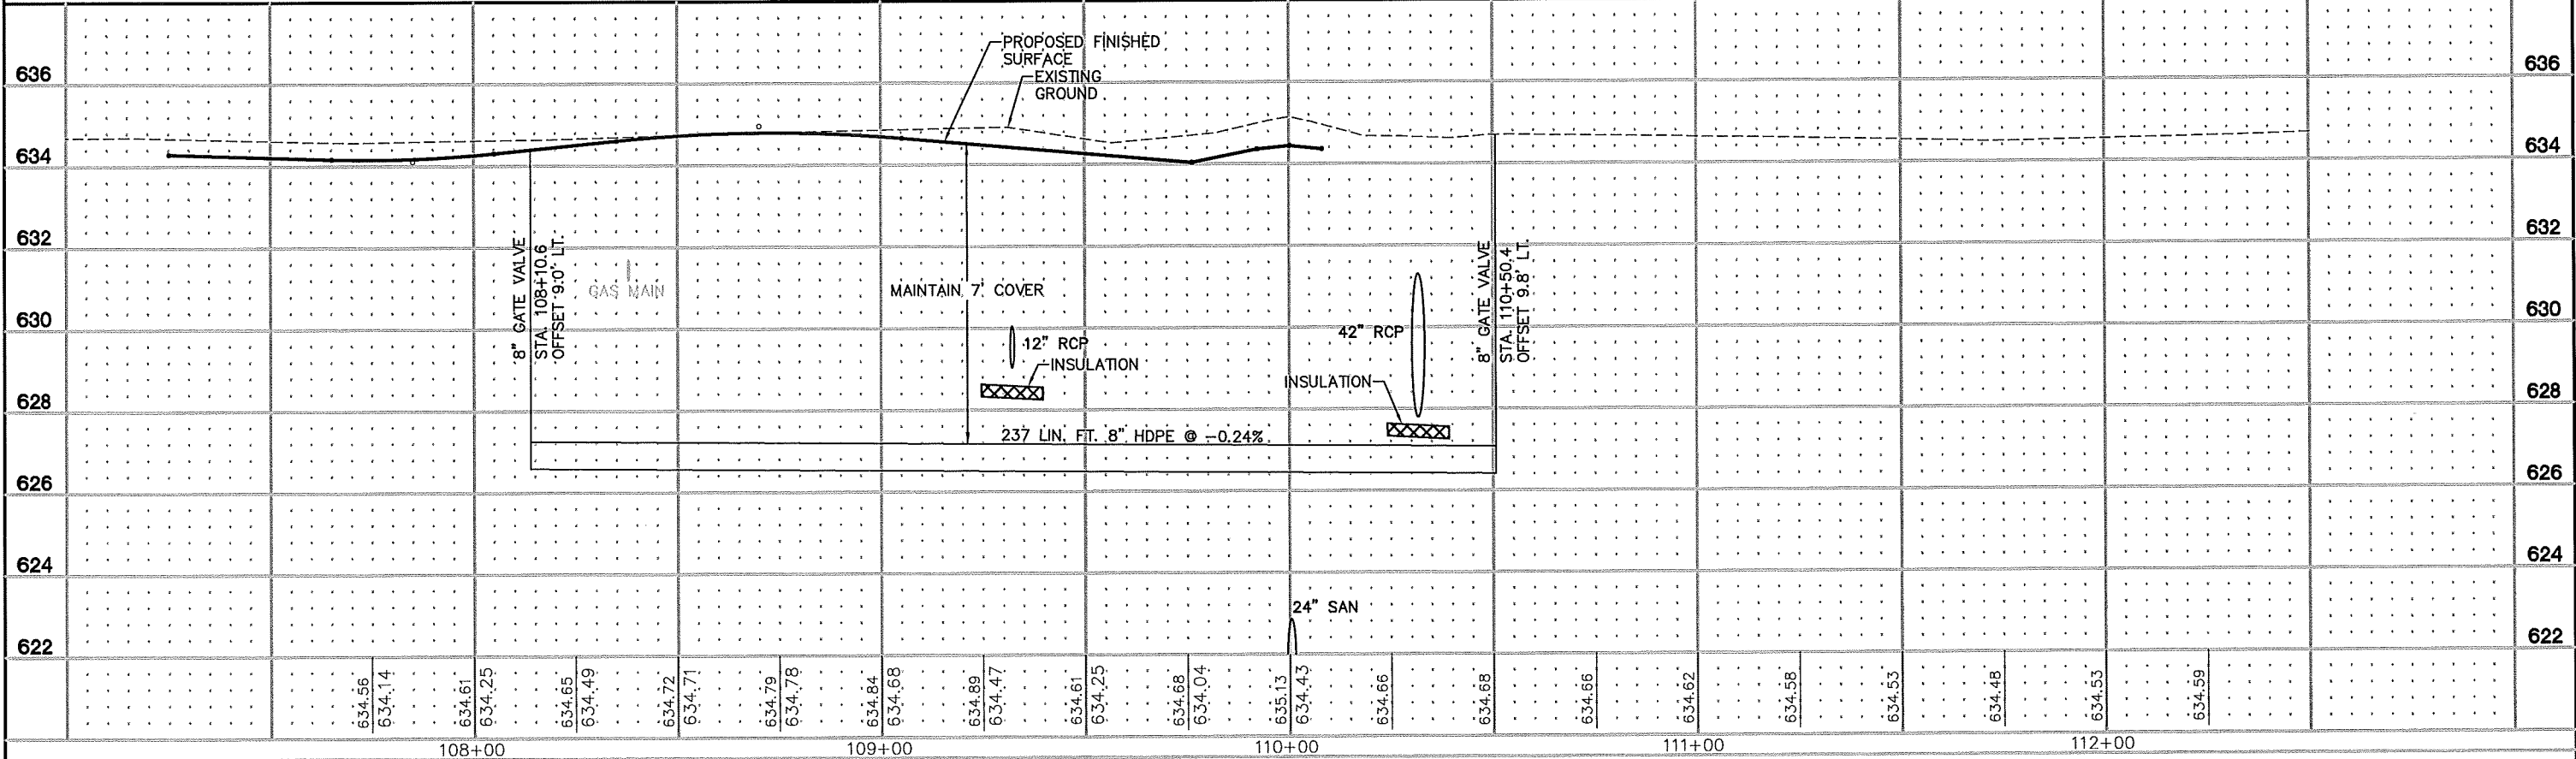 PROPOSED FINISHED
SURFACE
EXISTING
GROUND
636
636
634
634
632
632
630
630
628
628
626
626
624
624
622
622
8" GATE VALVE
STA. 108+10.6
OFFSET 9.0' LT.
GAS MAIN
MAINTAIN 7' COVER
12" RCP
INSULATION
42" RCP
INSULATION
8" GATE VALVE
STA. 110+50.4
OFFSET 9.8' LT.
237 LIN. FT. 8" HDPE @ -0.24%
24" SAN
634.56
634.14
634.61
634.25
634.65
634.49
634.72
634.71
634.79
634.78
634.84
634.68
634.89
634.47
634.61
634.25
634.68
634.04
635.13
634.43
634.66
634.68
634.66
634.62
634.58
634.53
634.48
634.53
634.59
108+00
109+00
110+00
111+00
112+00